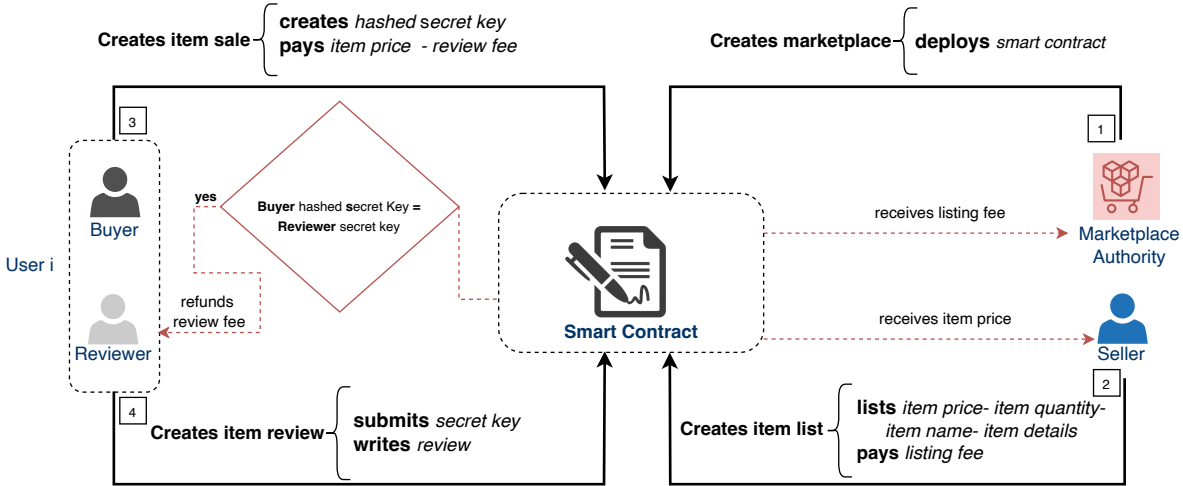 creates hashed secret key
Creates item sale
pays item price - review fee
Creates marketplace
deploys smart contract
3
1
yes
Buyer hashed secret Key =
Reviewer secret key
Buyer
User i
receives listing fee
Marketplace
Authority
refunds
review fee
Reviewer
Smart Contract
receives item price
Seller
4
2
Creates item review
submits secret key
writes review
Creates item list
lists item price- item quantity-
item name- item details
pays listing fee